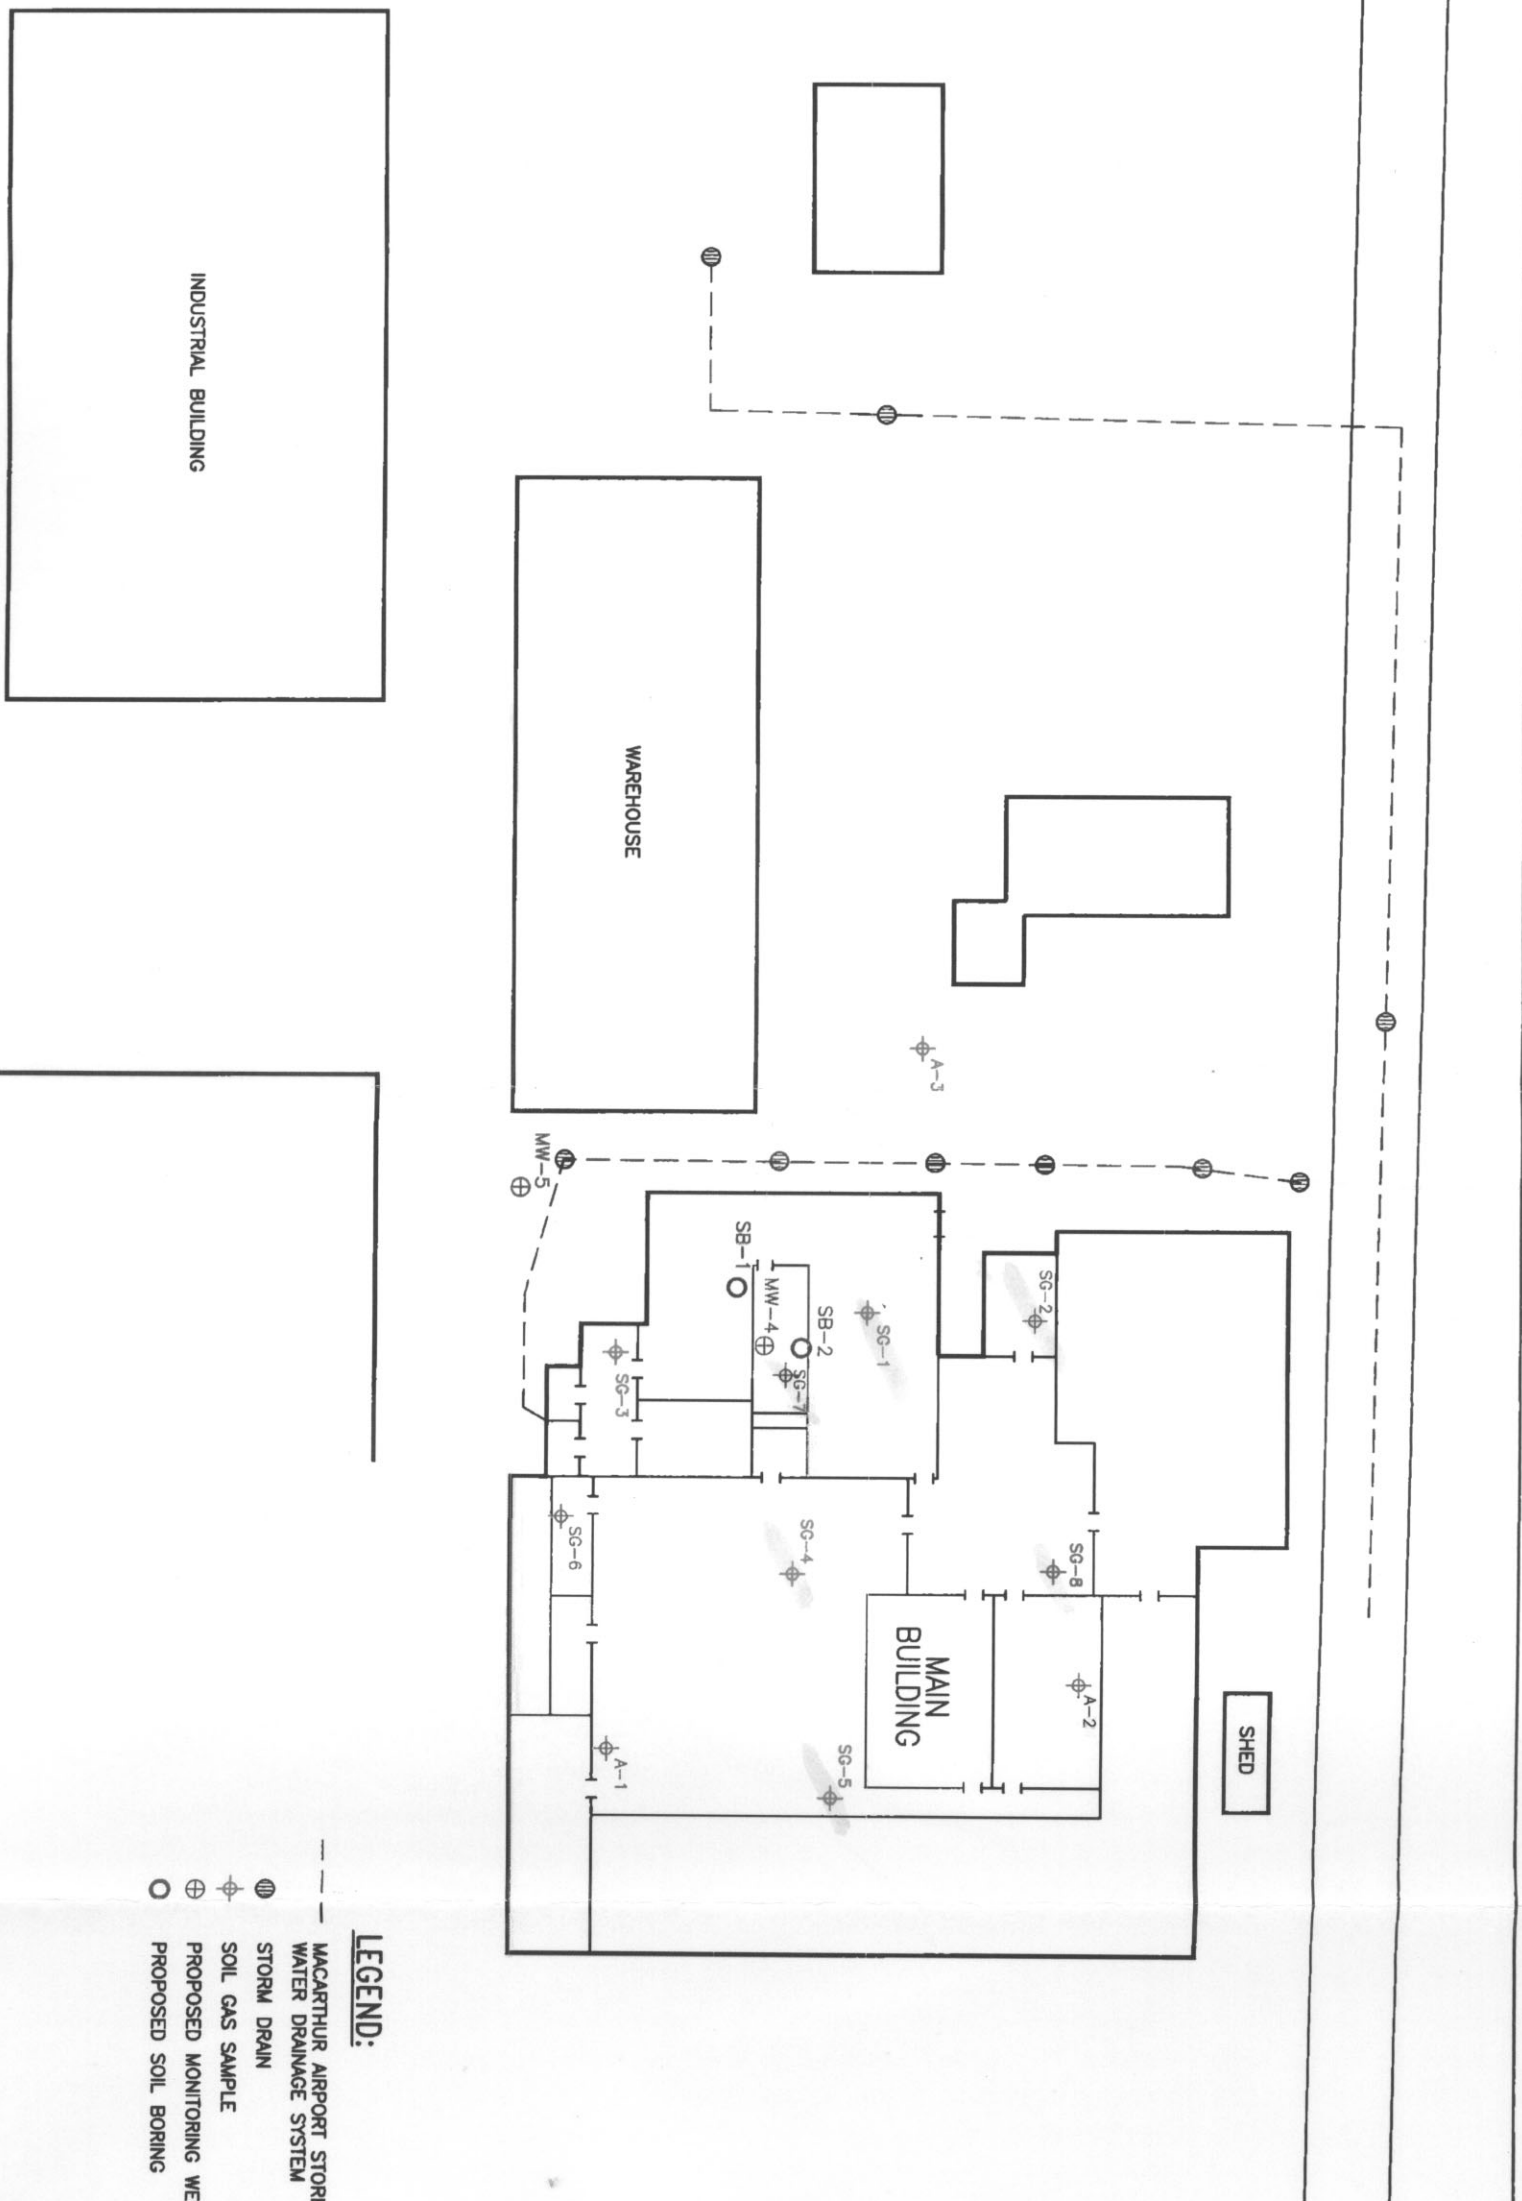 INDUSTRIAL BUILDING
WAREHOUSE
A-3
MW-5
SB-1
MW-4
SB-2
SG-1
SG-2
SG-7
SG-3
SG-6
SG-4
SG-8
MAIN
BUILDING
A-2
SHED
SG-5
A-1
LEGEND:
MACARTHUR AIRPORT
WATER DRAINAGE SYSTEM
STORM DRAIN
SOIL GAS SAMPLE
PROPOSED MONITORING
PROPOSED SOIL BORING